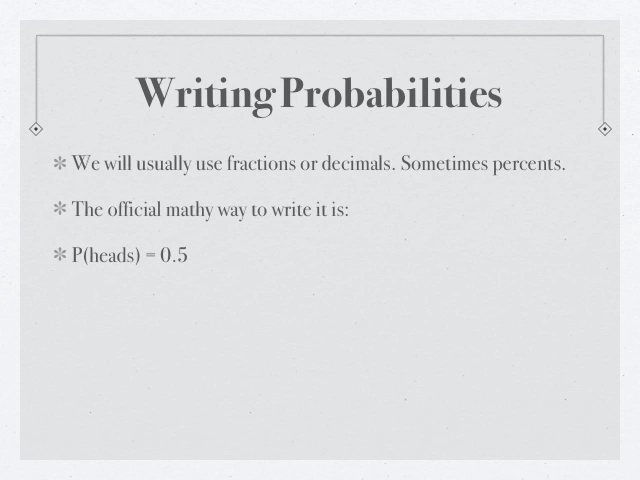 Writing Probabilities
✻ We will usually use fractions or decimals. Sometimes percents.
✻ The official mathy way to write it is:
✻ P(heads) = 0.5